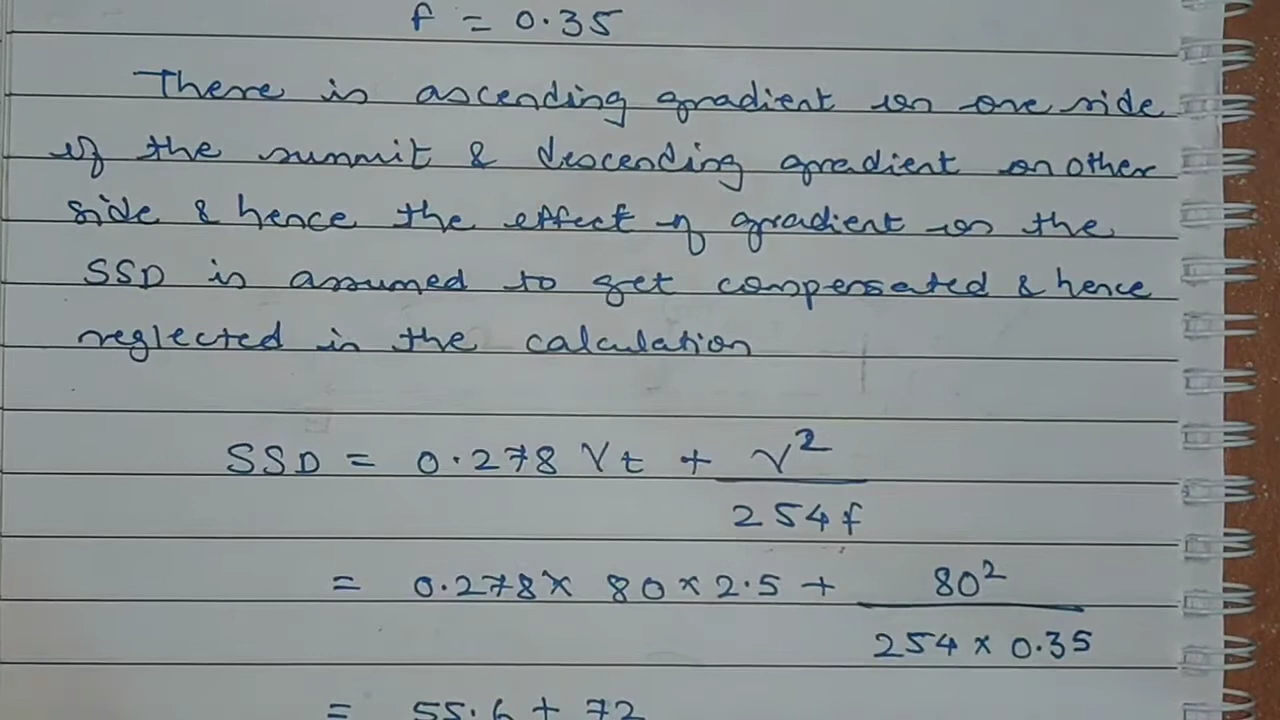 f = 0.35
There is ascending gradient on one side
of the summit & descending gradient on other
side & hence the effect of gradient on the
SSD is assumed to get compensated & hence
neglected in the calculation
SSD = 0.278 Vt + V²
254 f
= 0.278 × 80 × 2.5 + 80²
254 × 0.35
= 55.6 + 72